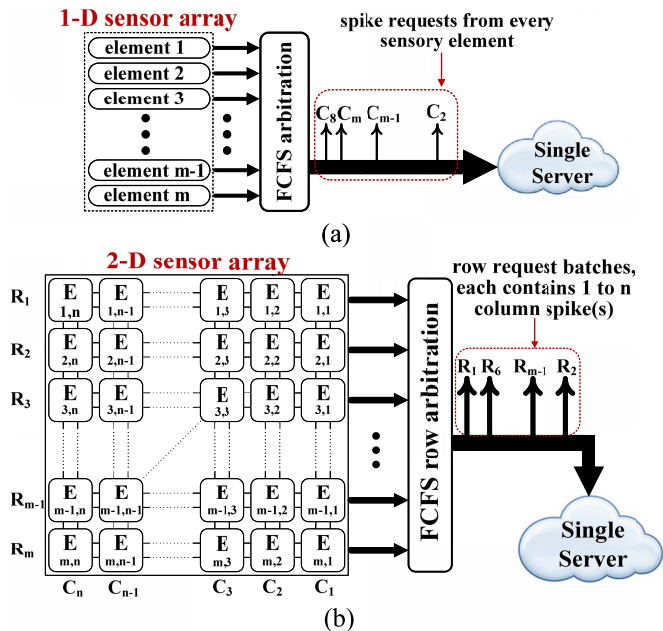 1-D sensor array
spike requests from every
sensory element
element 1
element 2
element 3
element m-1
element m
FCFS arbitration
C8 Cm Cm-1 C2
Single
Server
(a)
2-D sensor array
row request batches,
each contains 1 to n
column spike(s)
R1 E 1,n E 1,n-1 E 1,3 E 1,2 E 1,1
R2 E 2,n E 2,n-1 E 2,3 E 2,2 E 2,1
R3 E 3,n E 3,n-1 E 3,3 E 3,2 E 3,1
Rm-1 E m-1,n E m-1,n-1 E m-1,3 E m-1,2 E m-1,1
Rm E m,n E m,n-1 E m,3 E m,2 E m,1
Cn Cn-1 C3 C2 C1
FCFS row arbitration
R1 R6 Rm-1 R2
Single
Server
(b)